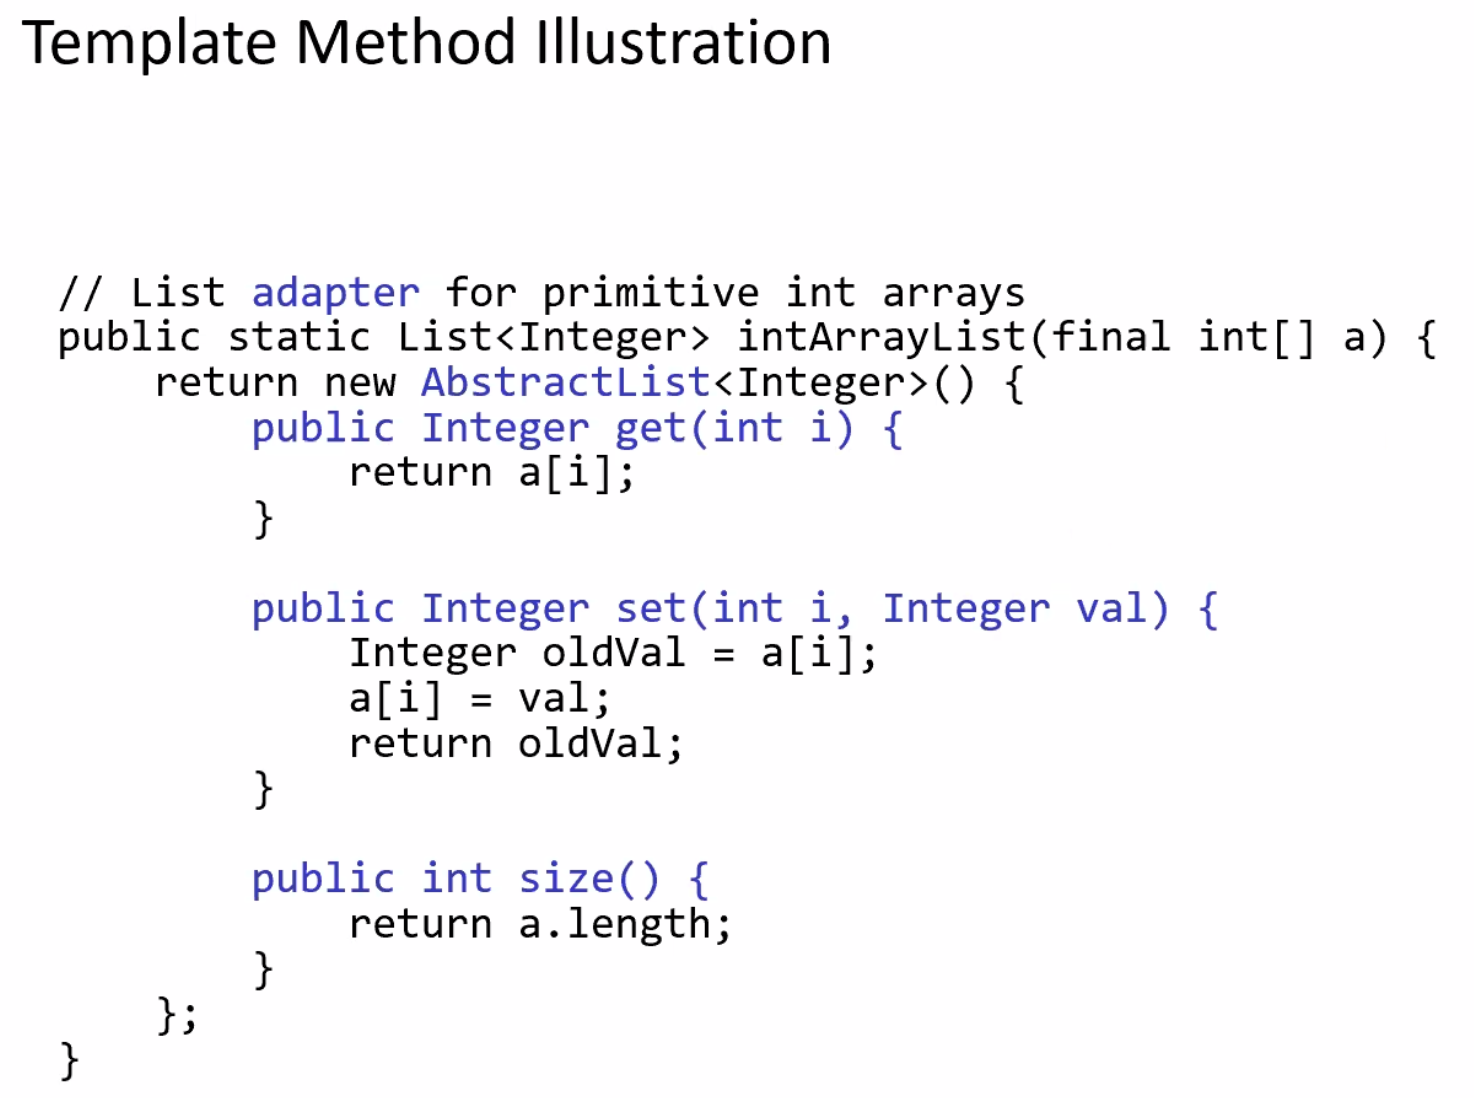 Template Method Illustration
// List adapter for primitive int arrays
public static List<Integer> intArrayList(final int[] a) {
    return new AbstractList<Integer>() {
        public Integer get(int i) {
            return a[i];
        }
        public Integer set(int i, Integer val) {
            Integer oldVal = a[i];
            a[i] = val;
            return oldVal;
        }
        public int size() {
            return a.length;
        }
    };
}